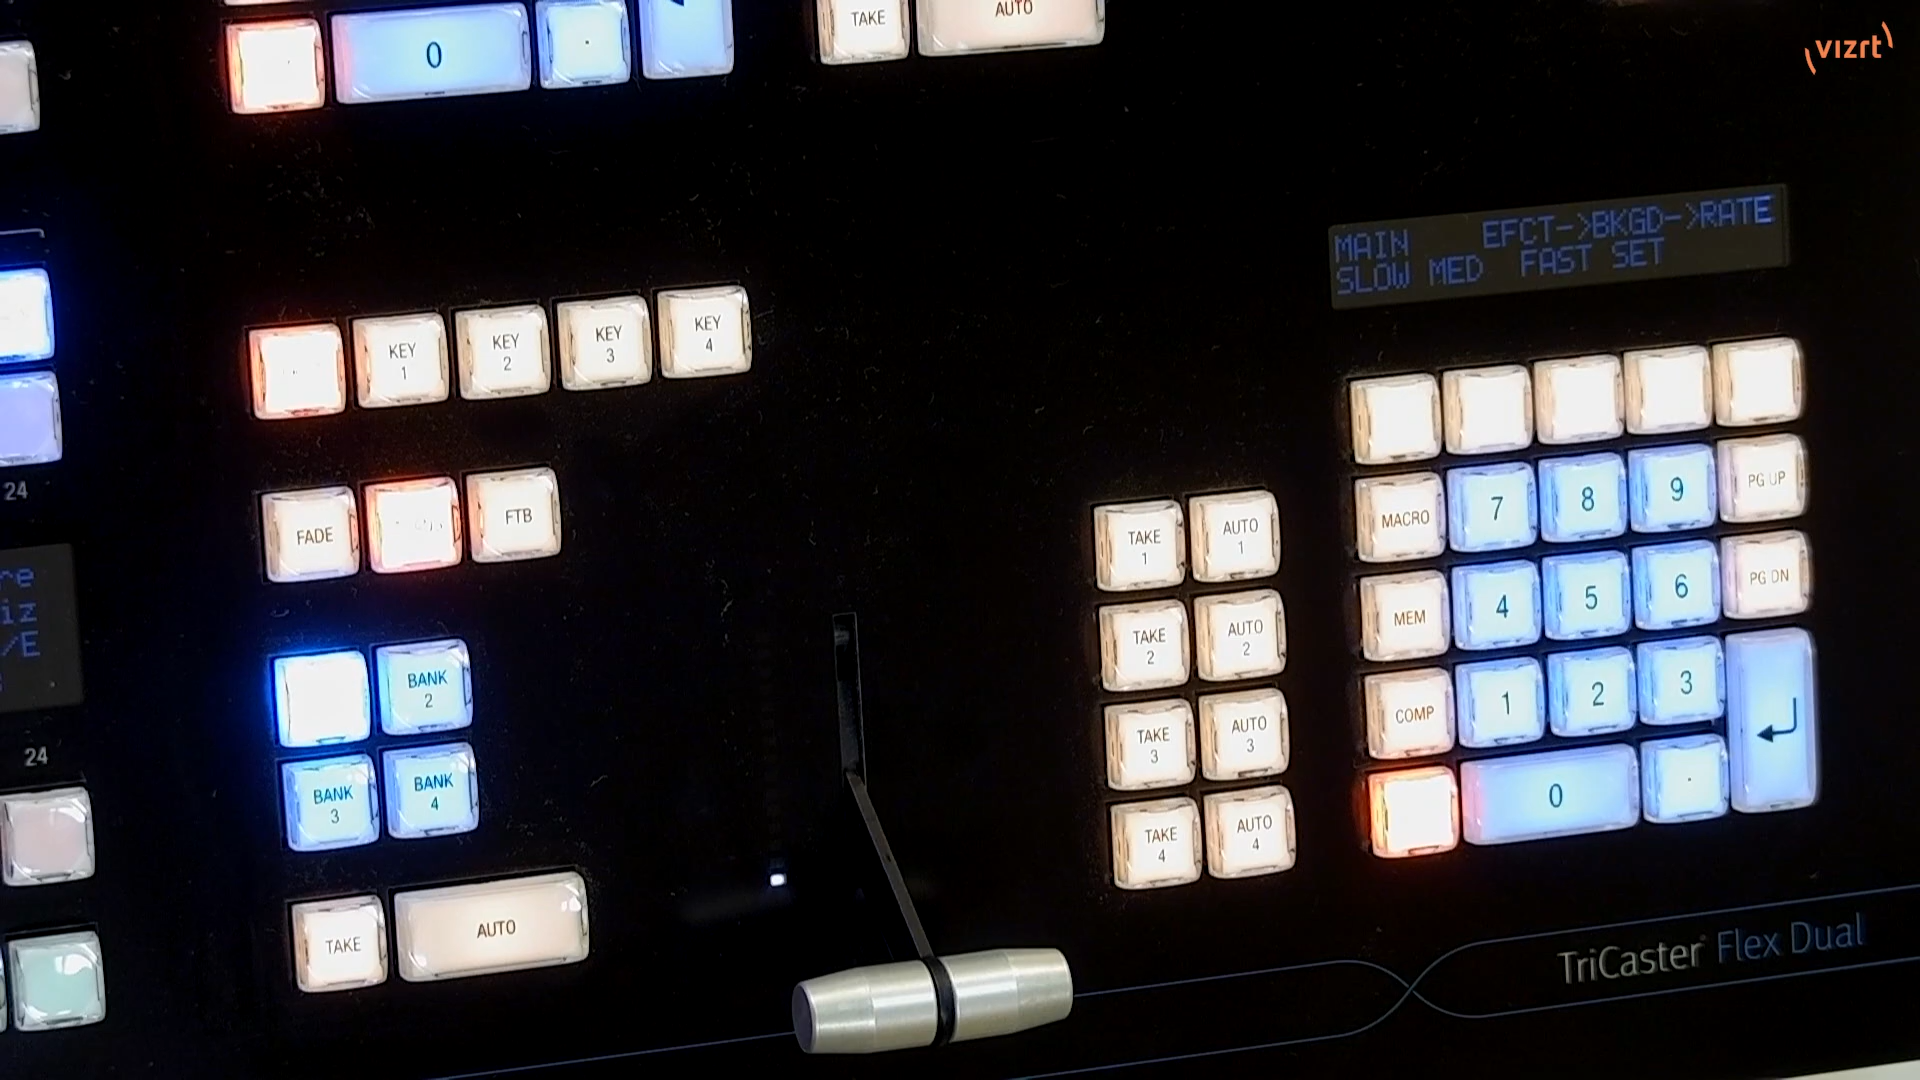 vizrt
0
.
TAKE
AUTO
MAIN EFCT->BKGD->RATE
SLOW MED FAST SET
KEY
1
KEY
2
KEY
3
KEY
4
24
FADE
FTB
re
iz
/E
24
BANK
2
BANK
3
BANK
4
TAKE
AUTO
TAKE
1
AUTO
1
TAKE
2
AUTO
2
TAKE
3
AUTO
3
TAKE
4
AUTO
4
MACRO
7
8
9
PG UP
MEM
4
5
6
PG DN
COMP
1
2
3
0
.
TriCaster Flex Dual